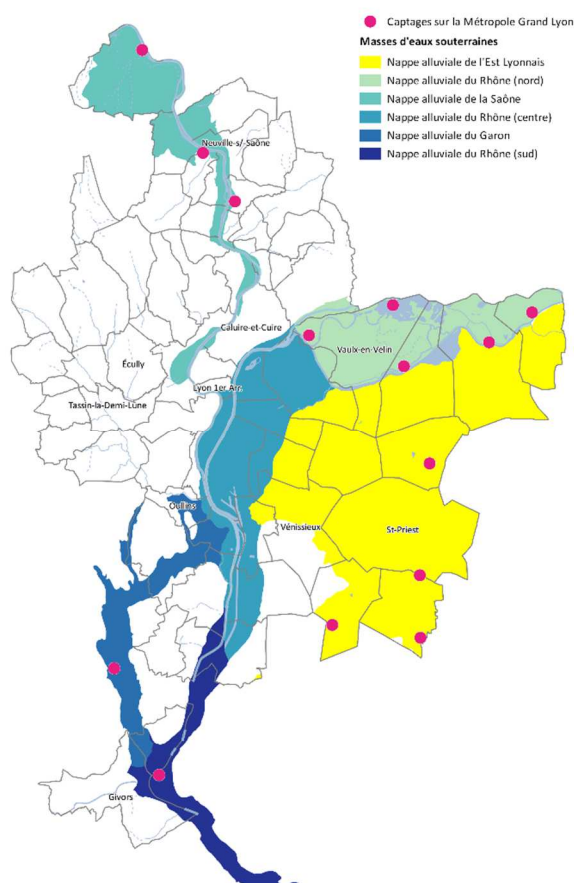 Captages sur la Métropole Grand Lyon
Masses d'eaux souterraines
Nappe alluviale de l'Est Lyonnais
Nappe alluviale du Rhône (nord)
Nappe alluviale de la Saône
Nappe alluviale du Rhône (centre)
Nappe alluviale du Garon
Nappe alluviale du Rhône (sud)
Neuville-s/-Saône
Caluire-et-Cuire
Vaulx-en-Velin
Écully
Lyon 1er Arr.
Tassin-la-Demi-Lune
Oullins
Vénissieux
St-Priest
Givors